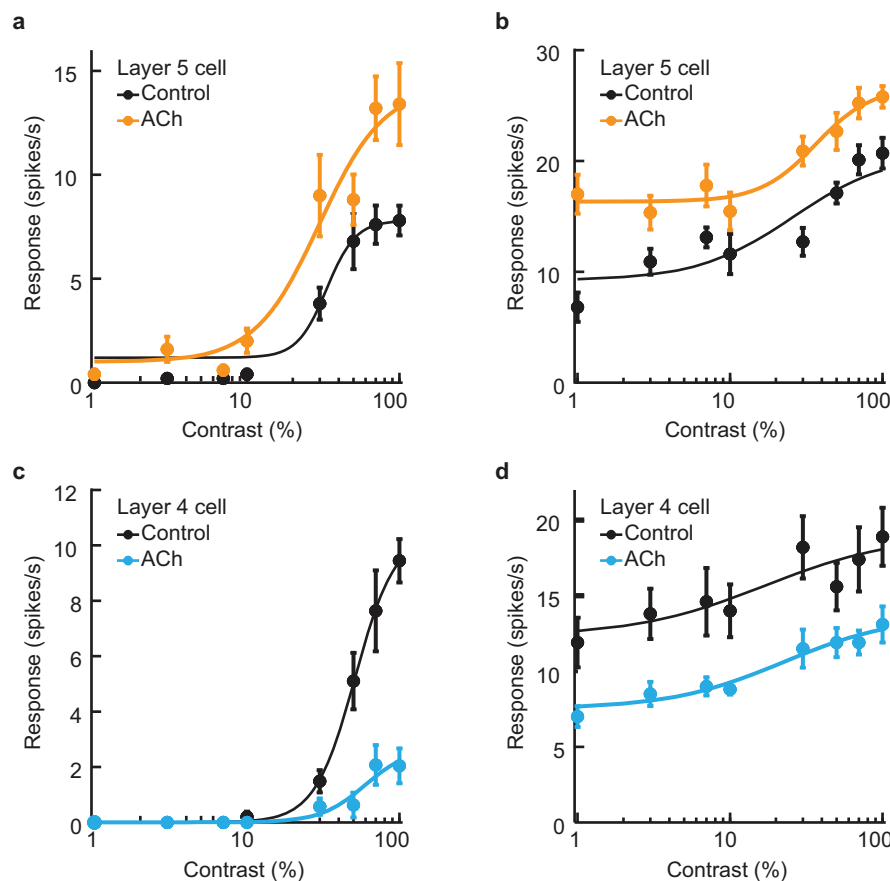 a
Layer 5 cell
Control
ACh
15
10
5
0
1
10
100
Response (spikes/s)
Contrast (%)
b
Layer 5 cell
Control
ACh
30
20
10
0
1
10
100
Response (spikes/s)
Contrast (%)
c
Layer 4 cell
Control
ACh
12
10
8
6
4
2
0
1
10
100
Response (spikes/s)
Contrast (%)
d
Layer 4 cell
Control
ACh
20
15
10
5
0
1
10
100
Response (spikes/s)
Contrast (%)